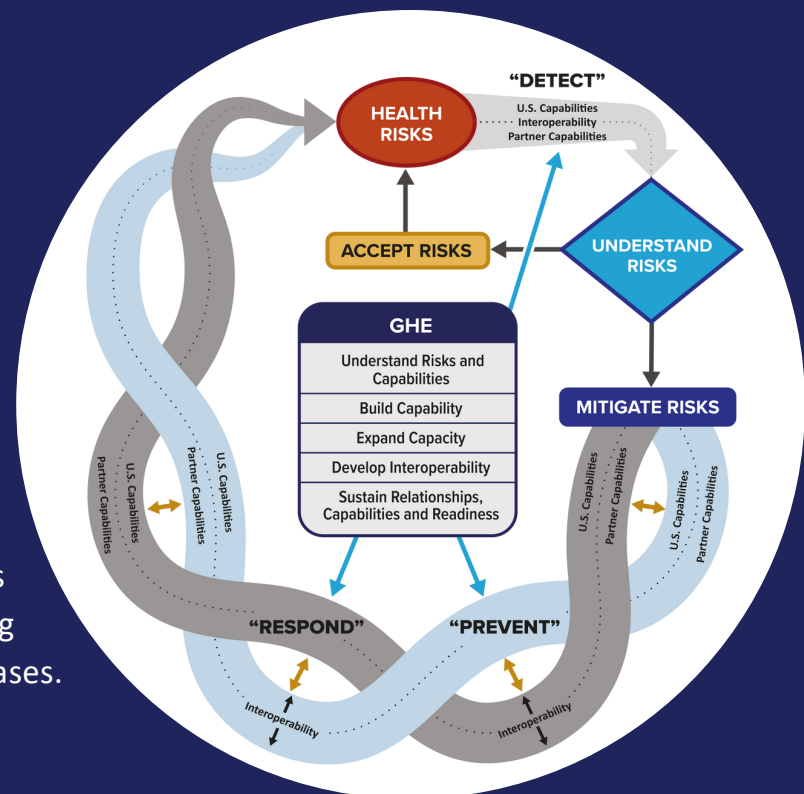 “DETECT”
HEALTH
RISKS
U.S. Capabilities
Interoperability
Partner Capabilities
ACCEPT RISKS
UNDERSTAND
RISKS
GHE
Understand Risks and
Capabilities
Build Capability
Expand Capacity
Develop Interoperability
Sustain Relationships,
Capabilities and Readiness
MITIGATE RISKS
Partner Capabilities
U.S. Capabilities
Partner Capabilities
U.S. Capabilities
U.S. Capabilities
Partner Capabilities
U.S. Capabilities
Partner Capabilities
“RESPOND”
“PREVENT”
Interoperability
Interoperability
s
g
ases.